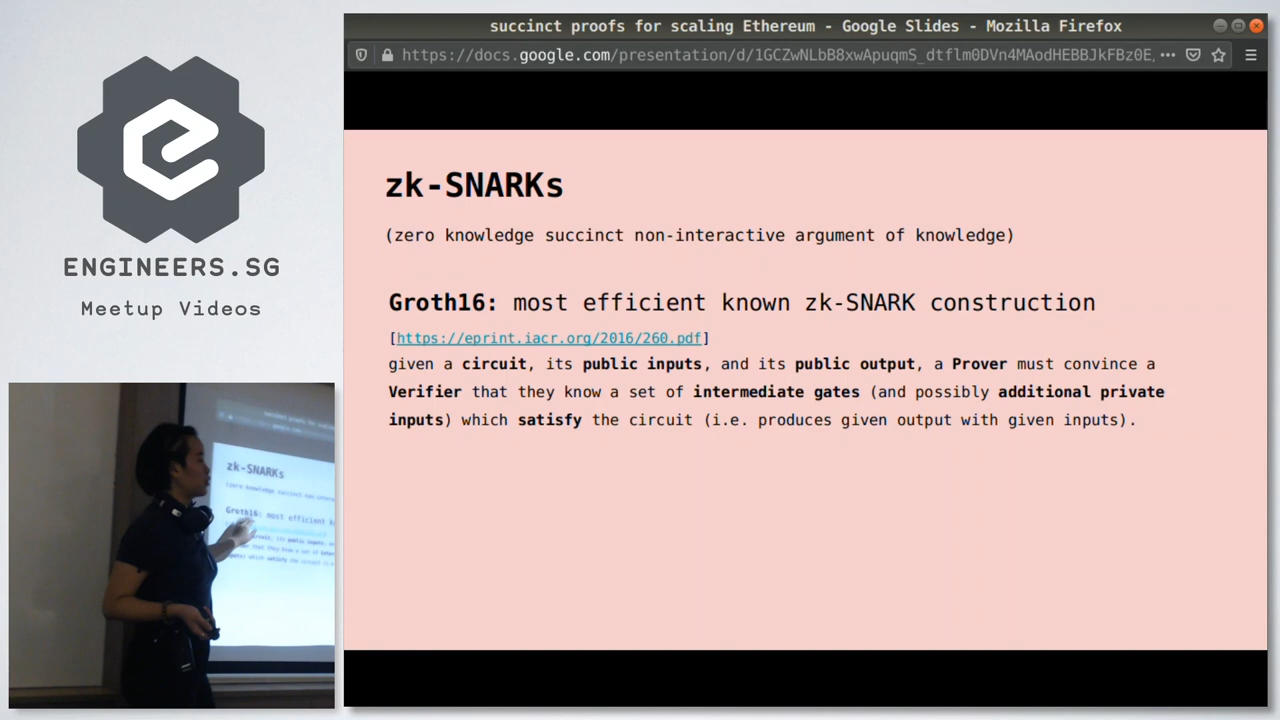 succinct proofs for scaling Ethereum - Google Slides - Mozilla Firefox
https://docs.google.com/presentation/d/1GCZwNLbB8xwApuqmS_dtflm0DVn4MAodHEBBJkFBz0E,
ENGINEERS.SG
Meetup Videos
zk-SNARKs
(zero knowledge succinct non-interactive argument of knowledge)
Groth16: most efficient known zk-SNARK construction
[https://eprint.iacr.org/2016/260.pdf]
given a circuit, its public inputs, and its public output, a Prover must convince a
Verifier that they know a set of intermediate gates (and possibly additional private
inputs) which satisfy the circuit (i.e. produces given output with given inputs).
zk-SNARKs
Groth16: most efficient